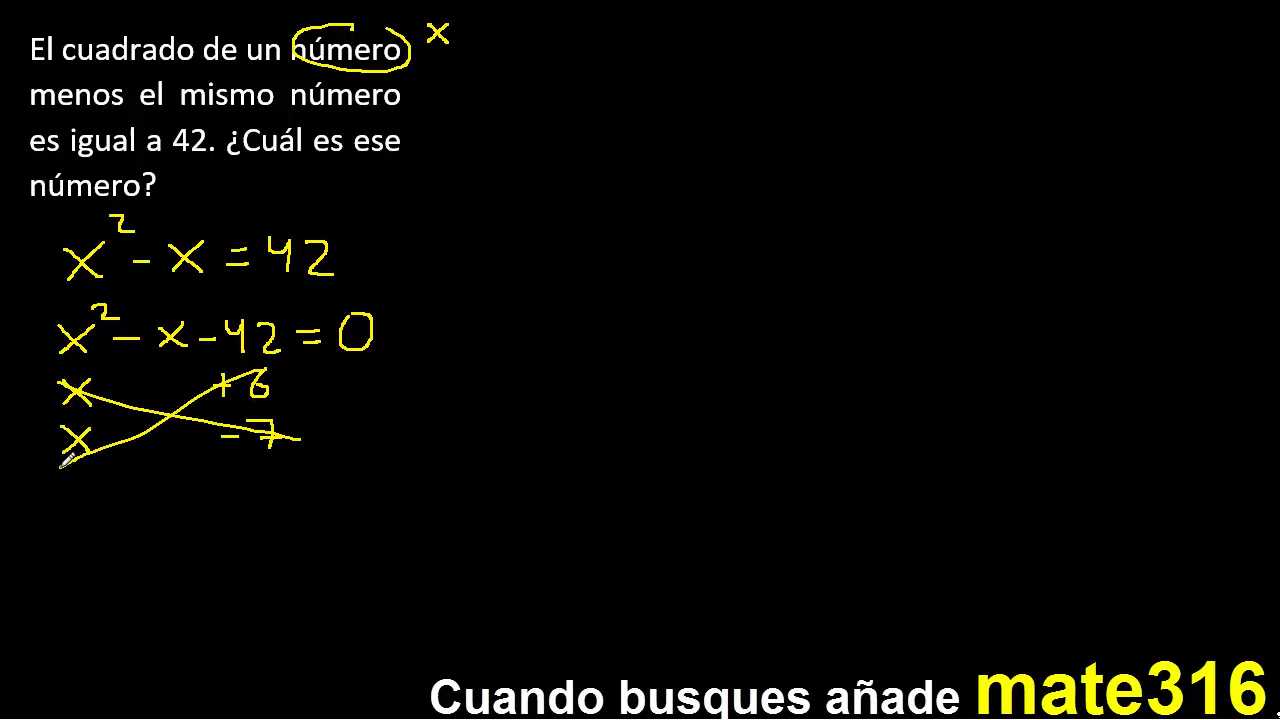 El cuadrado de un número x
menos el mismo número
es igual a 42. ¿Cuál es ese
número?
x² - x = 42
x² - x - 42 = 0
x +6
x -7
Cuando busques añade mate316.